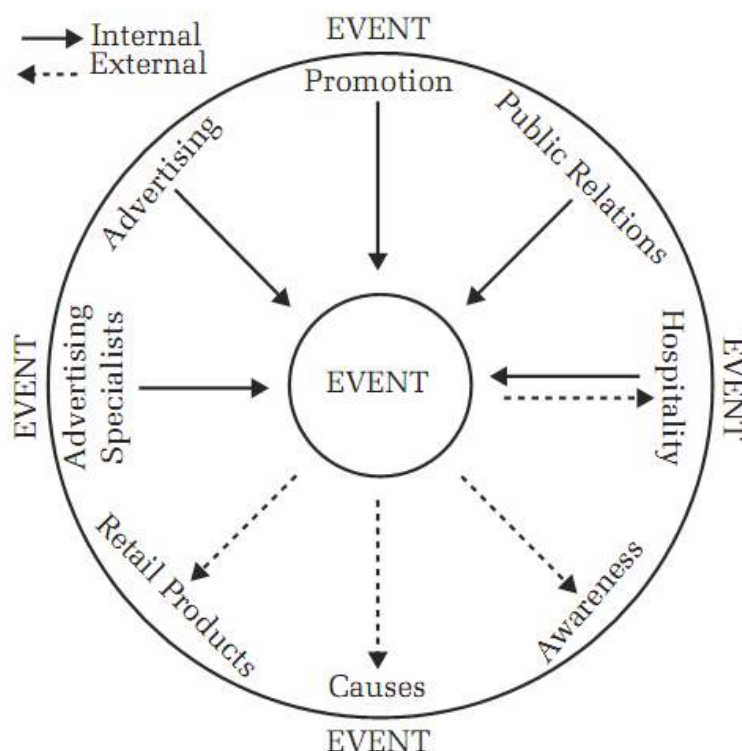 Internal
External
EVENT
Promotion
Advertising
Public Relations
EVENT
Advertising
Specialists
EVENT
Hospitality
EVENT
Retail Products
Causes
Awareness
EVENT